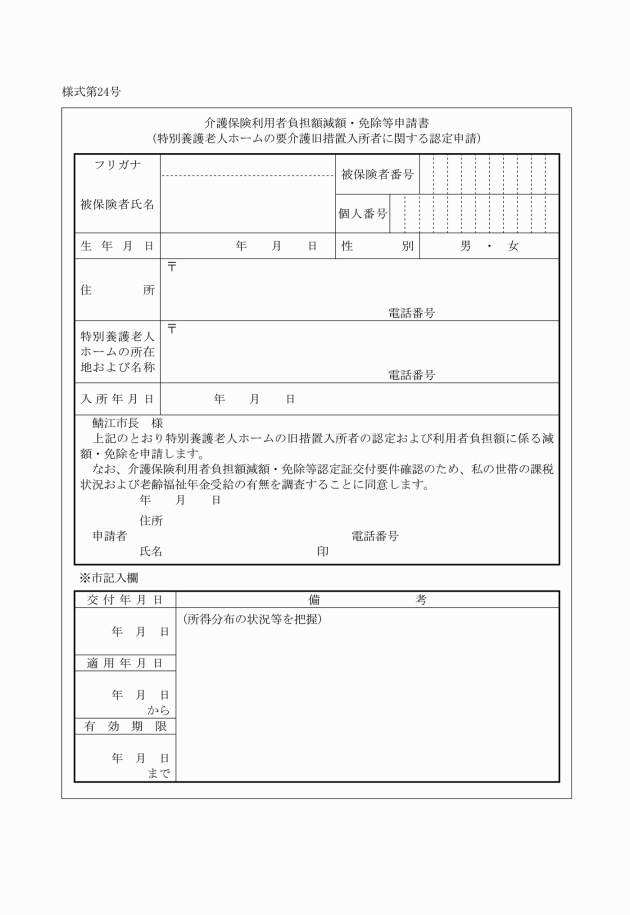 様式第24号
介護保険利用者負担額減額・免除等申請書
（特別養護老人ホームの要介護旧措置入所者に関する認定申請）
フリガナ
被保険者番号
被保険者氏名
個人番号
生年月日　年　月　日　性別　男・女
〒
住所
電話番号
〒
特別養護老人
ホームの所在
地および名称
電話番号
入所年月日　年　月　日
鯖江市長　様
上記のとおり特別養護老人ホームの旧措置入所者の認定および利用者負担額に係る減
額・免除を申請します。
なお、介護保険利用者負担額減額・免除等認定証交付要件確認のため、私の世帯の課税
状況および老齢福祉年金受給の有無を調査することに同意します。
年　月　日
住所
申請者　電話番号
氏名　印
※市記入欄
交付年月日　備考
（所得分布の状況等を把握）
年　月　日
適用年月日
年　月　日
から
有効期限
年　月　日
まで